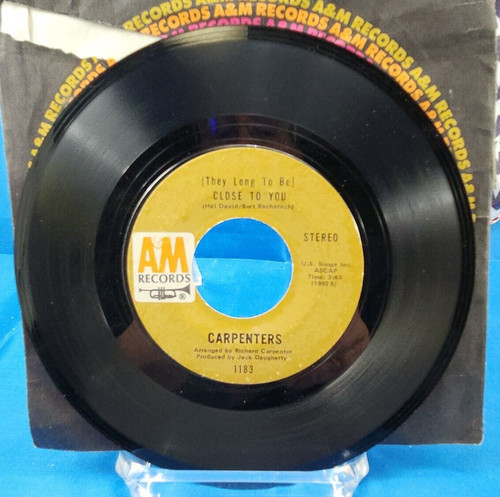 A&M RECORDS A&M RECORDS A&M RECORDS
[They Long To Be]
CLOSE TO YOU
(Hal David/Burt Bacharach)
STEREO
U.S. Songs Inc.
ASCAP
Time: 3:40
A&M
RECORDS
®
CARPENTERS
Arranged by Richard Carpenter
Produced by Jack Daugherty
1183